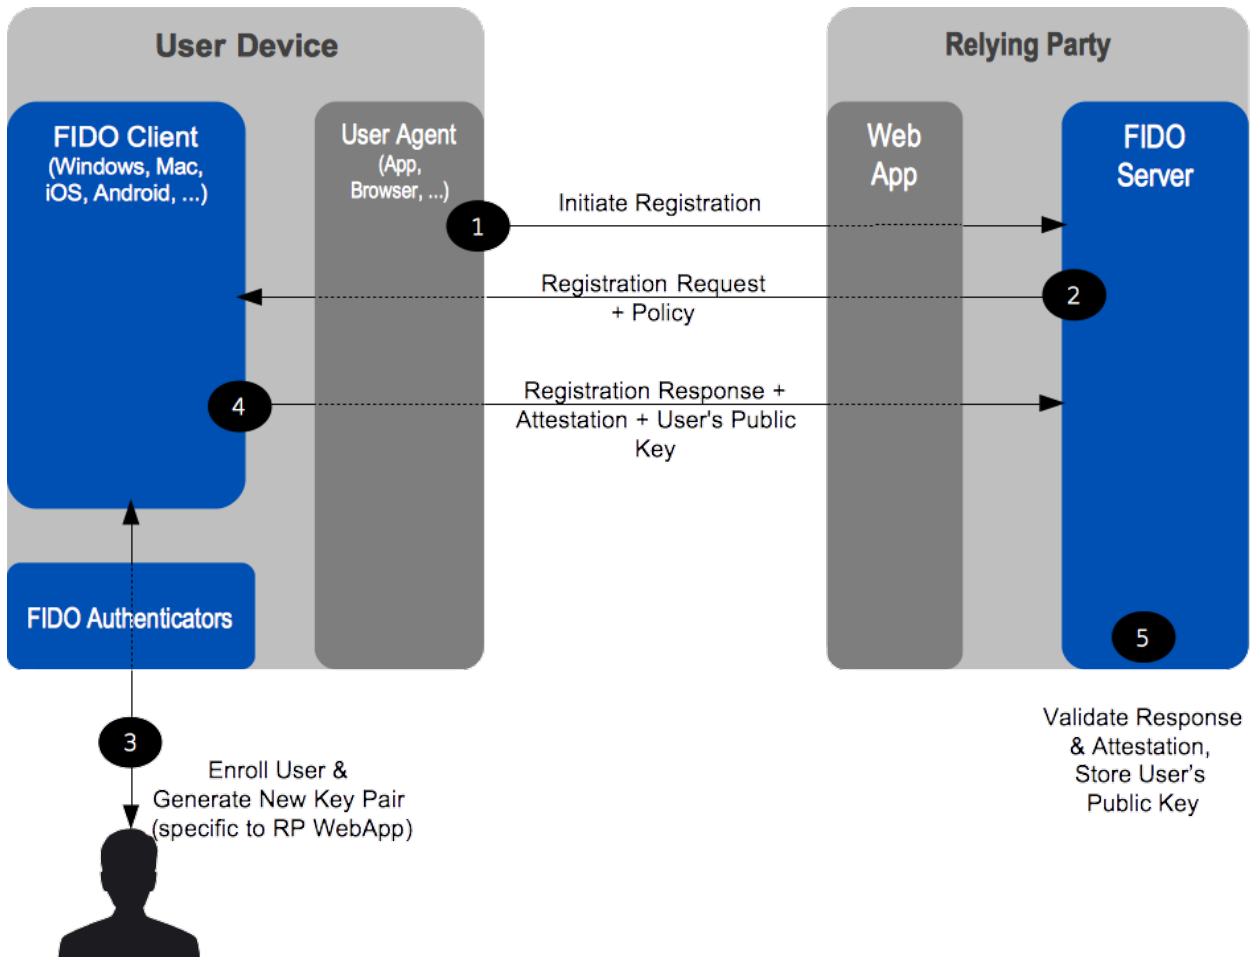 User Device
Relying Party
FIDO Client
(Windows, Mac,
iOS, Android, ...)
User Agent
(App,
Browser, ...)
Web
App
FIDO
Server
1
Initiate Registration
2
Registration Request
+ Policy
4
Registration Response +
Attestation + User's Public
Key
FIDO Authenticators
5
3
Enroll User &
Generate New Key Pair
(specific to RP WebApp)
Validate Response
& Attestation,
Store User's
Public Key